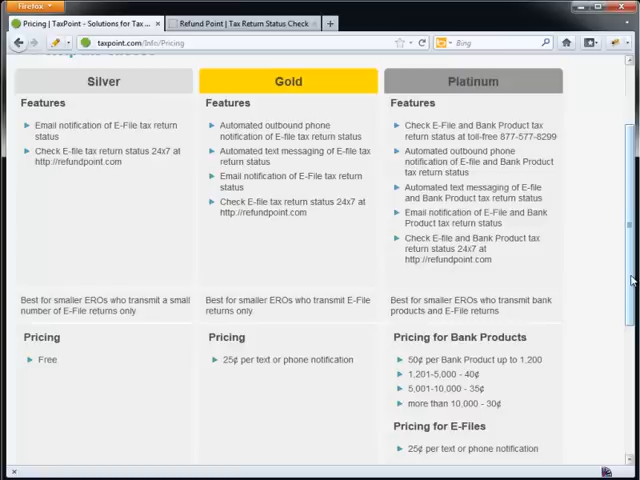 Firefox
Pricing | TaxPoint - Solutions for Tax ...
Refund Point | Tax Return Status Check
taxpoint.com/Info/Pricing
Bing
Silver
Features
Email notification of E-File tax return
status
Check E-file tax return status 24x7 at
http://refundpoint.com
Best for smaller EROs who transmit a small
number of E-File returns only
Pricing
Free
Gold
Features
Automated outbound phone
notification of E-file tax return status
Automated text messaging of E-file tax
return status
Email notification of E-File tax return
status
Check E-file tax return status 24x7 at
http://refundpoint.com
Best for smaller EROs who transmit E-File
returns only.
Pricing
25¢ per text or phone notification
Platinum
Features
Check E-File and Bank Product tax
return status at toll-free 877-577-8299
Automated outbound phone
notification of E-file and Bank Product
tax return status
Automated text messaging of E-file
and Bank Product tax return status
Email notification of E-File and Bank
Product tax return status
Check E-file and Bank Product tax
return status 24x7 at
http://refundpoint.com
Best for smaller EROs who transmit bank
products and E-File returns
Pricing for Bank Products
50¢ per Bank Product up to 1,200
1,201-5,000 - 40¢
5,001-10,000 - 35¢
more than 10,000 - 30¢
Pricing for E-Files
25¢ per text or phone notification